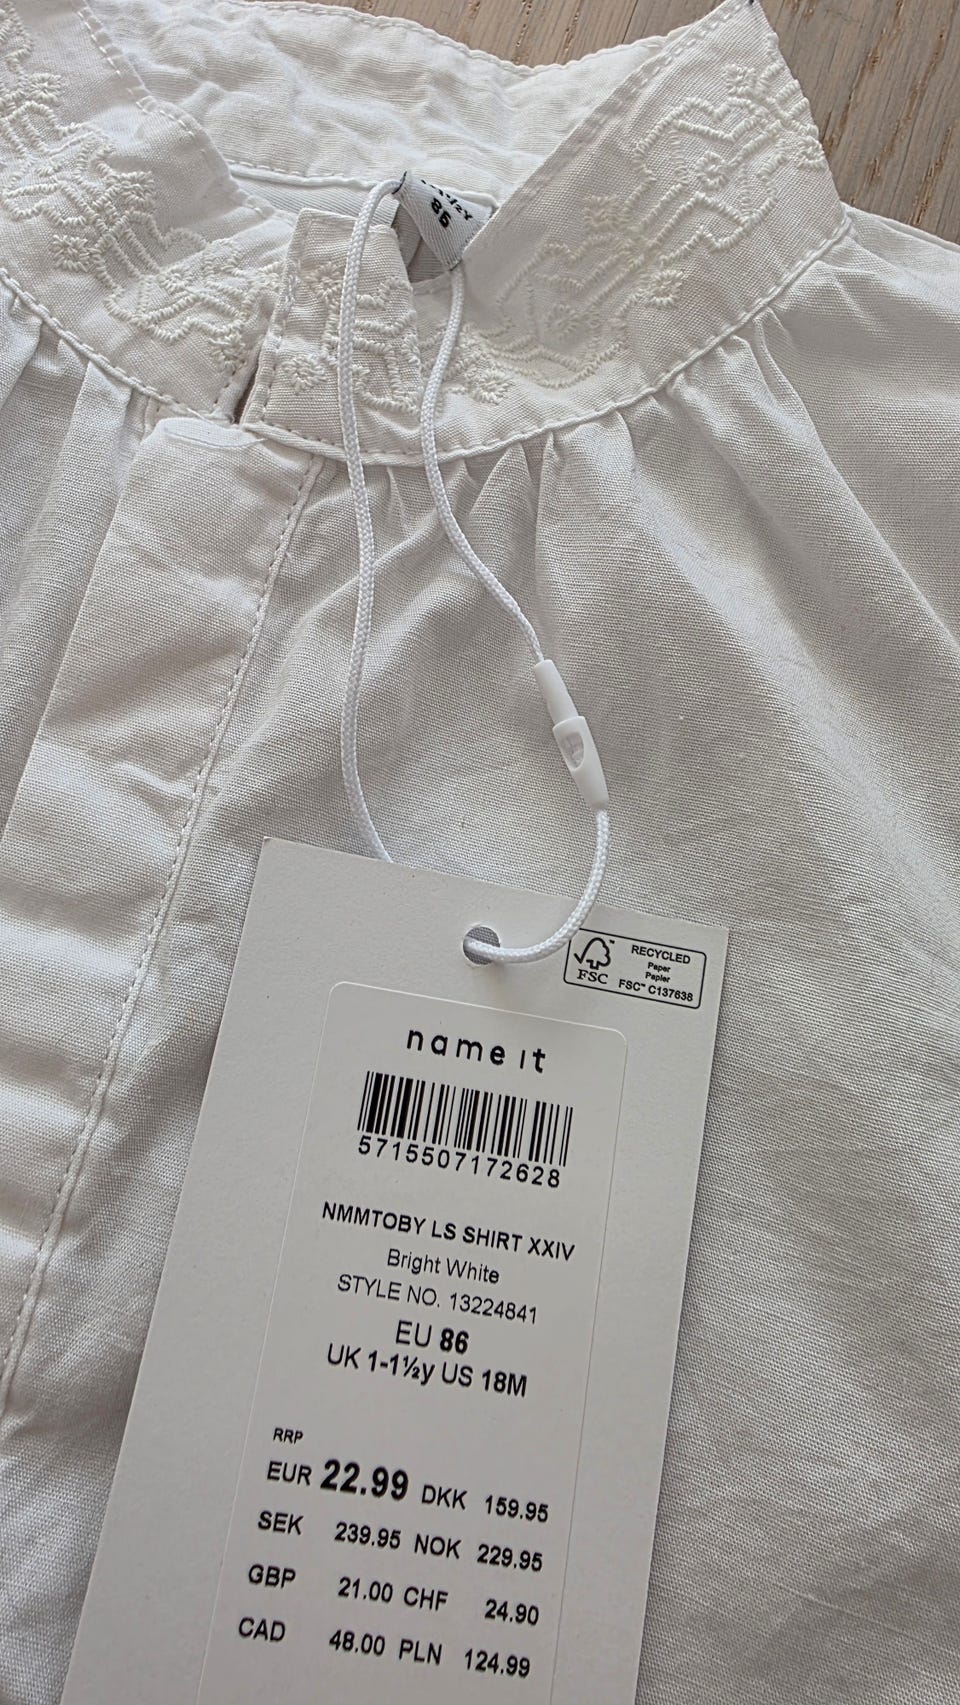 86
RECYCLED
Paper
Papier
FSC
FSC™ C137638
name it
5715507172628
NMMTOBY LS SHIRT XXIV
Bright White
STYLE NO. 13224841
EU 86
UK 1-1½y US 18M
RRP
EUR 22.99 DKK 159.95
SEK 239.95 NOK 229.95
GBP 21.00 CHF 24.90
CAD 48.00 PLN 124.99